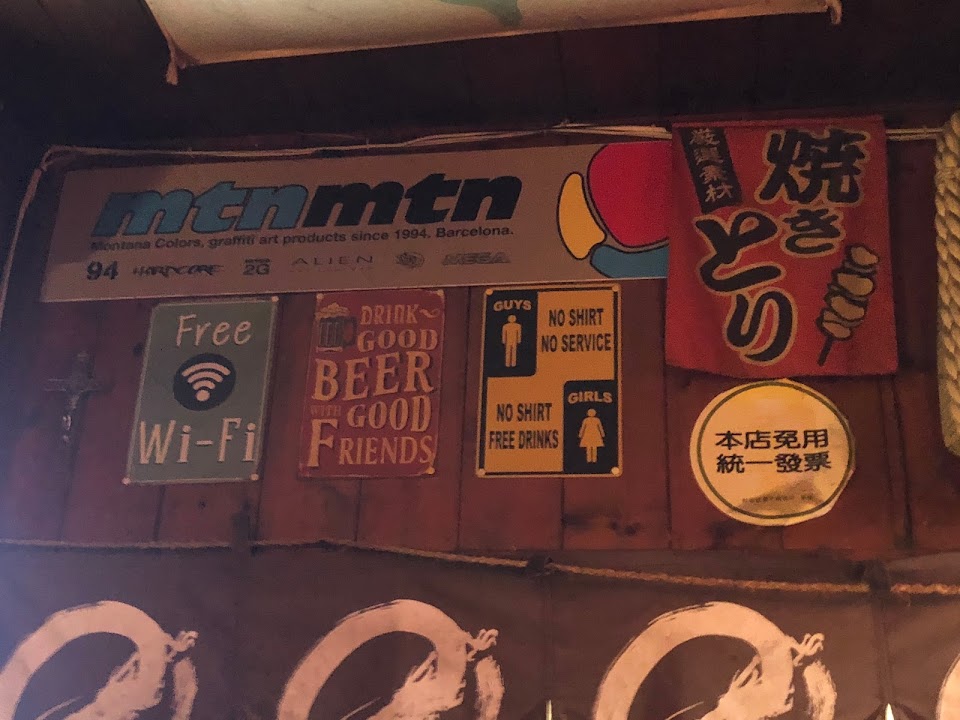 mtnmtn
Montana Colors, graffiti art products since 1994. Barcelona.
94 HARDCORE 2G ALIEN MEGA
厳選素材
焼き
とり
Free
Wi-Fi
DRINK
GOOD
BEER
WITH GOOD
FRIENDS
GUYS
NO SHIRT
NO SERVICE
NO SHIRT
FREE DRINKS
GIRLS
本店免用
統一發票